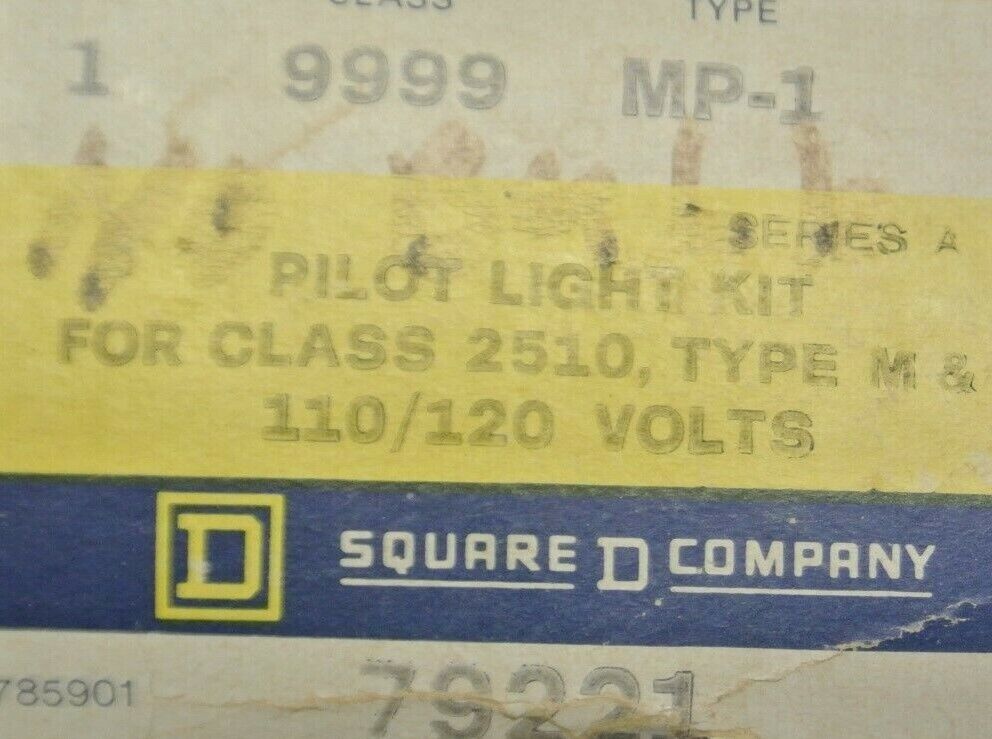 CLASS TYPE
1 9999 MP-1
SERIES A
PILOT LIGHT KIT
FOR CLASS 2510, TYPE M &
110/120 VOLTS
D SQUARE D COMPANY
785901 79221